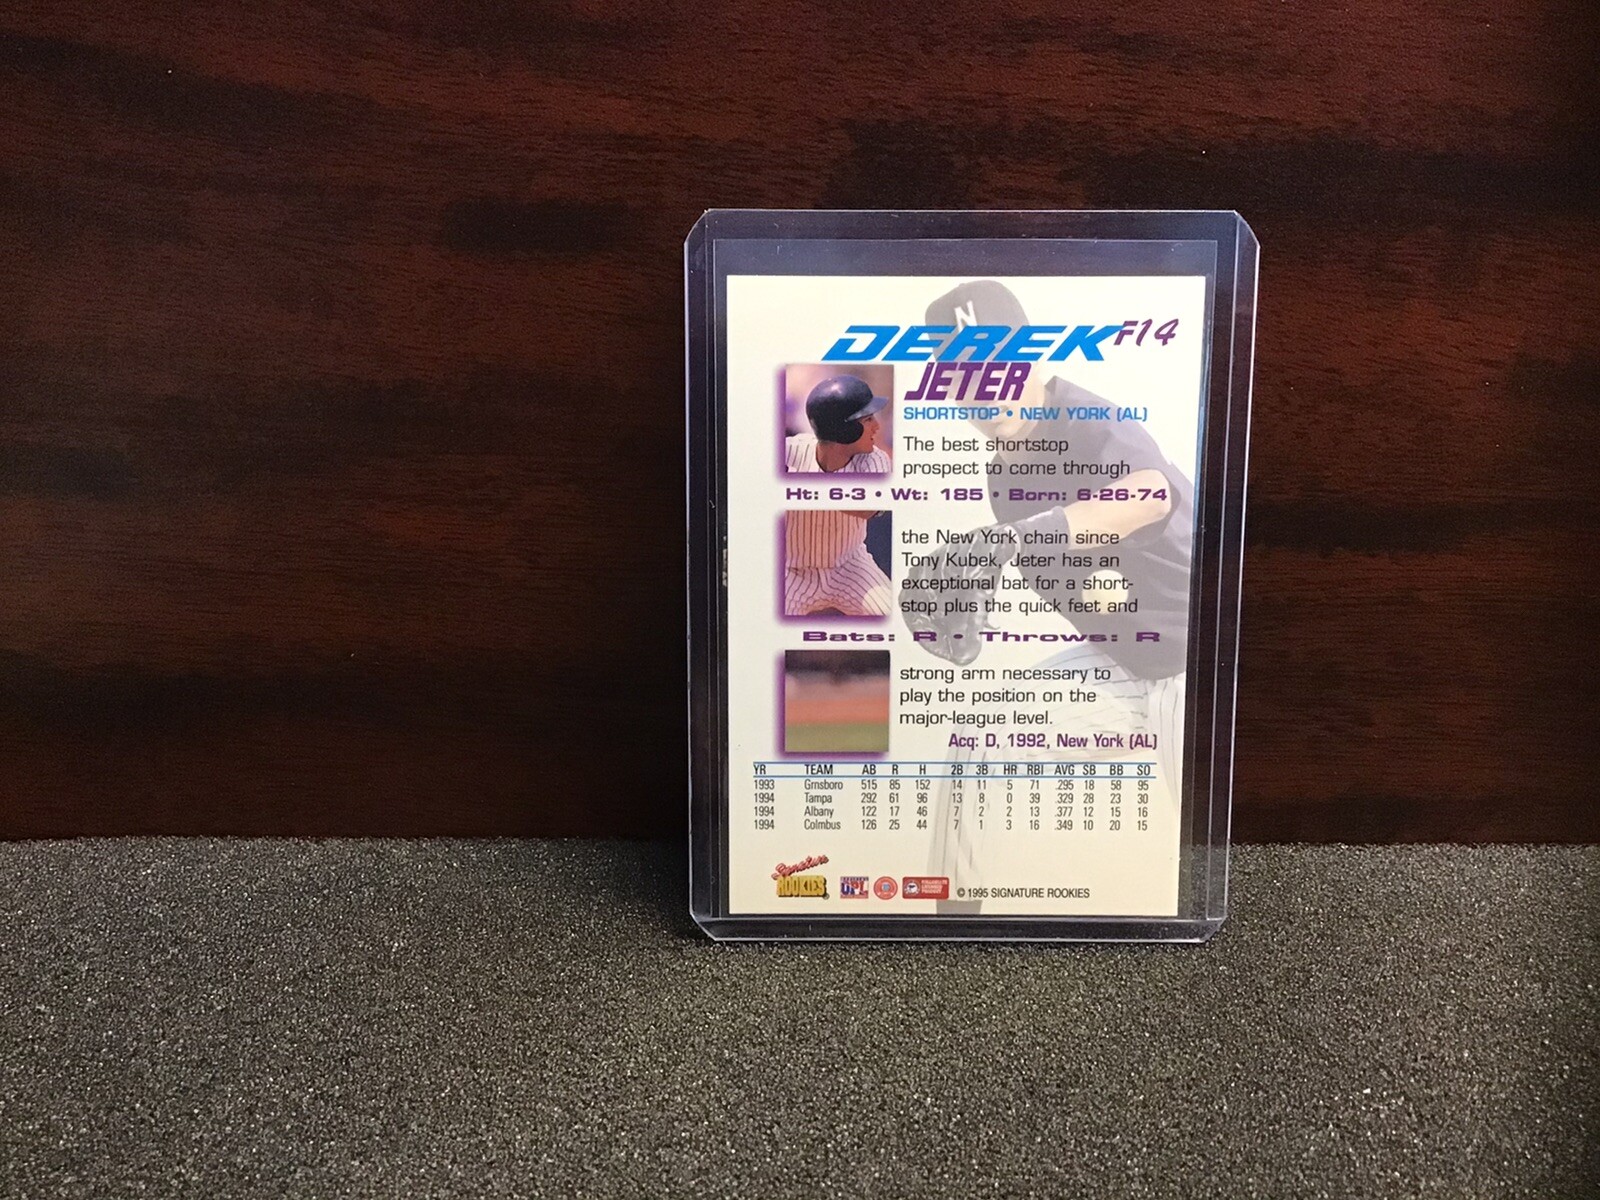 N
DEREK F14
JETER
SHORTSTOP • NEW YORK (AL)
The best shortstop
prospect to come through
Ht: 6-3 • Wt: 185 • Born: 6-26-74
the New York chain since
Tony Kubek, Jeter has an
exceptional bat for a short-
stop plus the quick feet and
Bats: R • Throws: R
strong arm necessary to
play the position on the
major-league level.
Acq: D, 1992, New York (AL)
YR TEAM AB R H 2B 3B HR RBI AVG SB BB SO
1993 Grnsboro 515 85 152 14 11 5 71 .295 18 58 95
1994 Tampa 292 61 96 13 8 0 39 .329 28 23 30
1994 Albany 122 17 46 7 2 2 13 .377 12 15 16
1994 Colmbus 126 25 44 7 1 3 16 .349 10 20 15
Signature
ROOKIES
UPL
© 1995 SIGNATURE ROOKIES